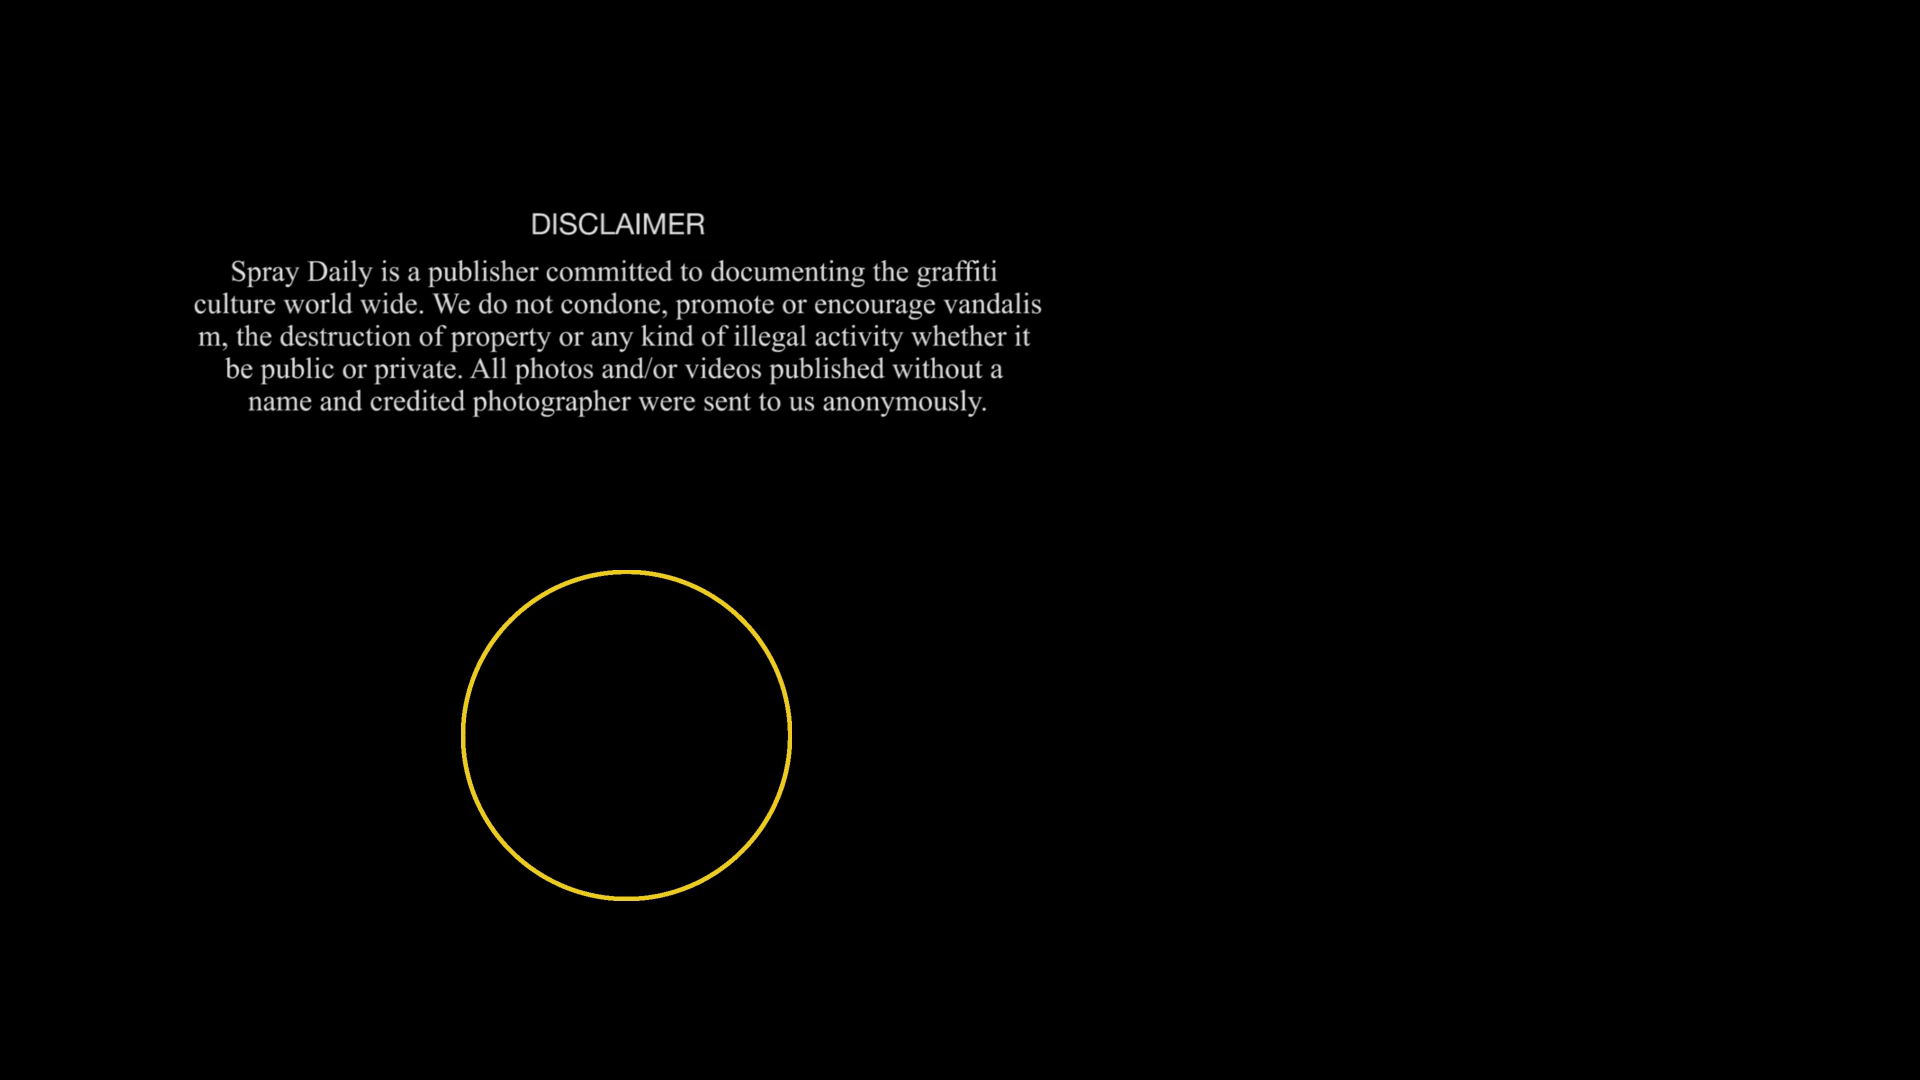 DISCLAIMER
Spray Daily is a publisher committed to documenting the graffiti
culture world wide. We do not condone, promote or encourage vandalis
m, the destruction of property or any kind of illegal activity whether it
be public or private. All photos and/or videos published without a
name and credited photographer were sent to us anonymously.